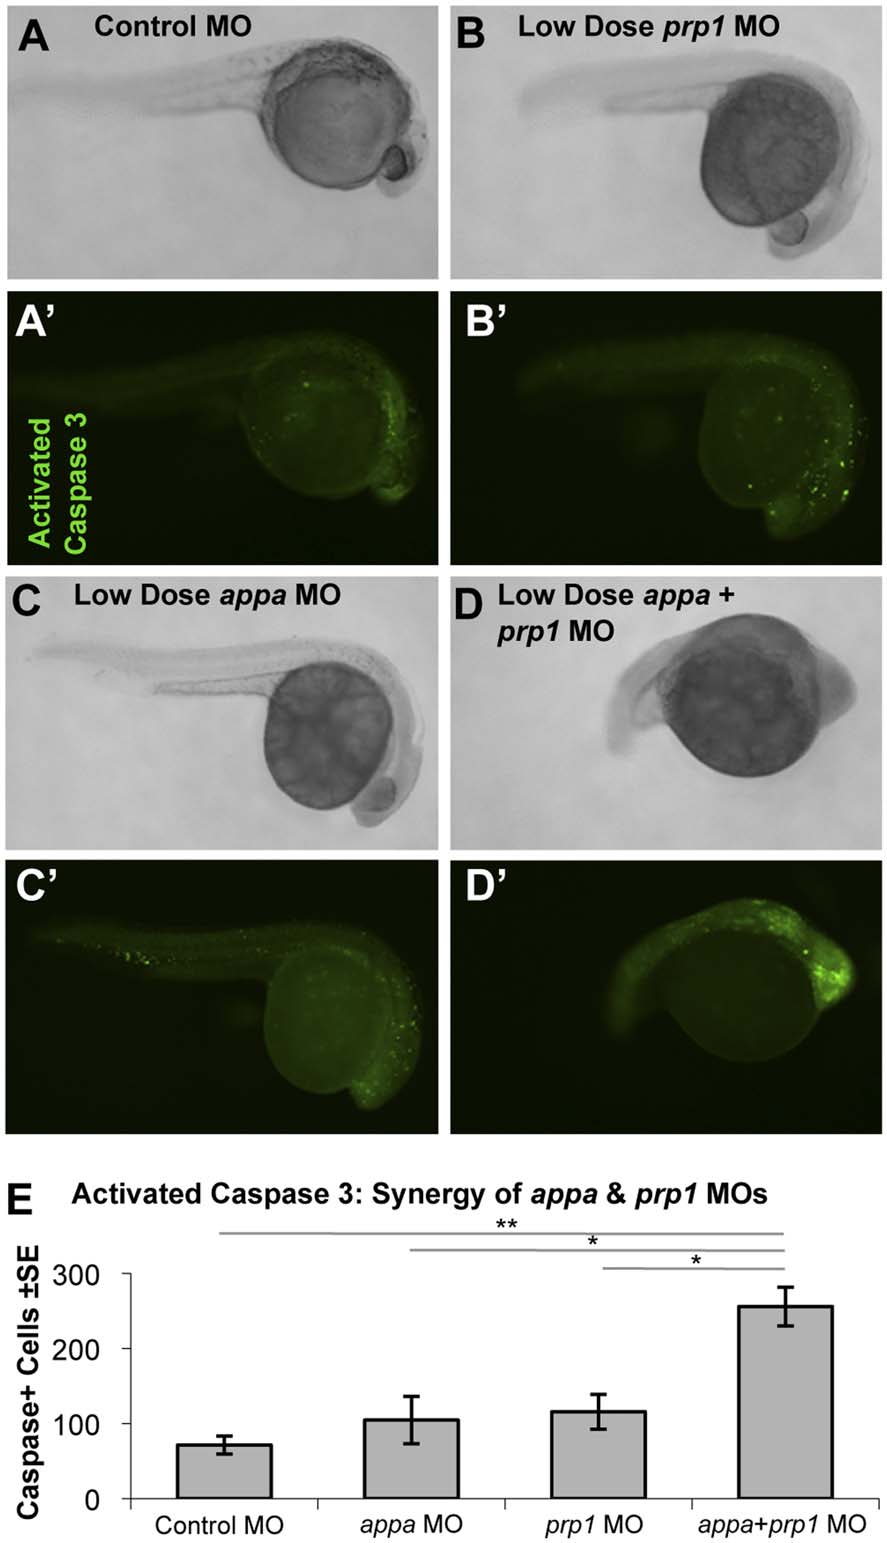 A Control MO
B Low Dose prp1 MO
A’
Activated
Caspase 3
B’
C Low Dose appa MO
D Low Dose appa +
prp1 MO
C’
D’
E Activated Caspase 3: Synergy of appa & prp1 MOs
**
*
*
Caspase+ Cells ±SE
300
200
100
0
Control MO
appa MO
prp1 MO
appa+prp1 MO